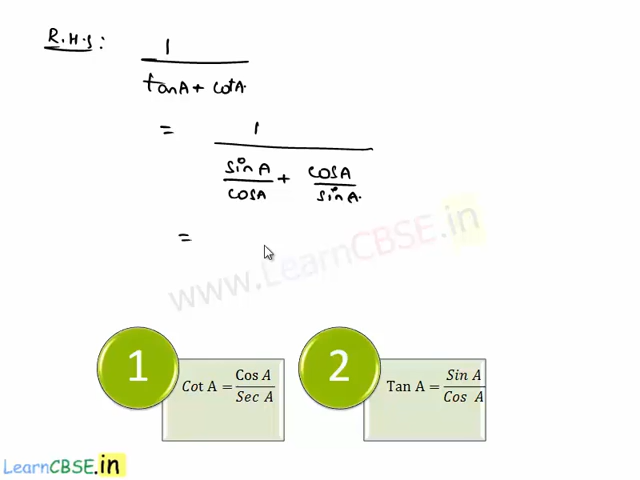 R.H.S :
1
tanA + cotA.
= 1
sinA/cosA + cosA/sinA.
=
www.LearnCBSE.in
1 Cot A = Cos A/Sec A
2 Tan A = Sin A/Cos A
LearnCBSE.in